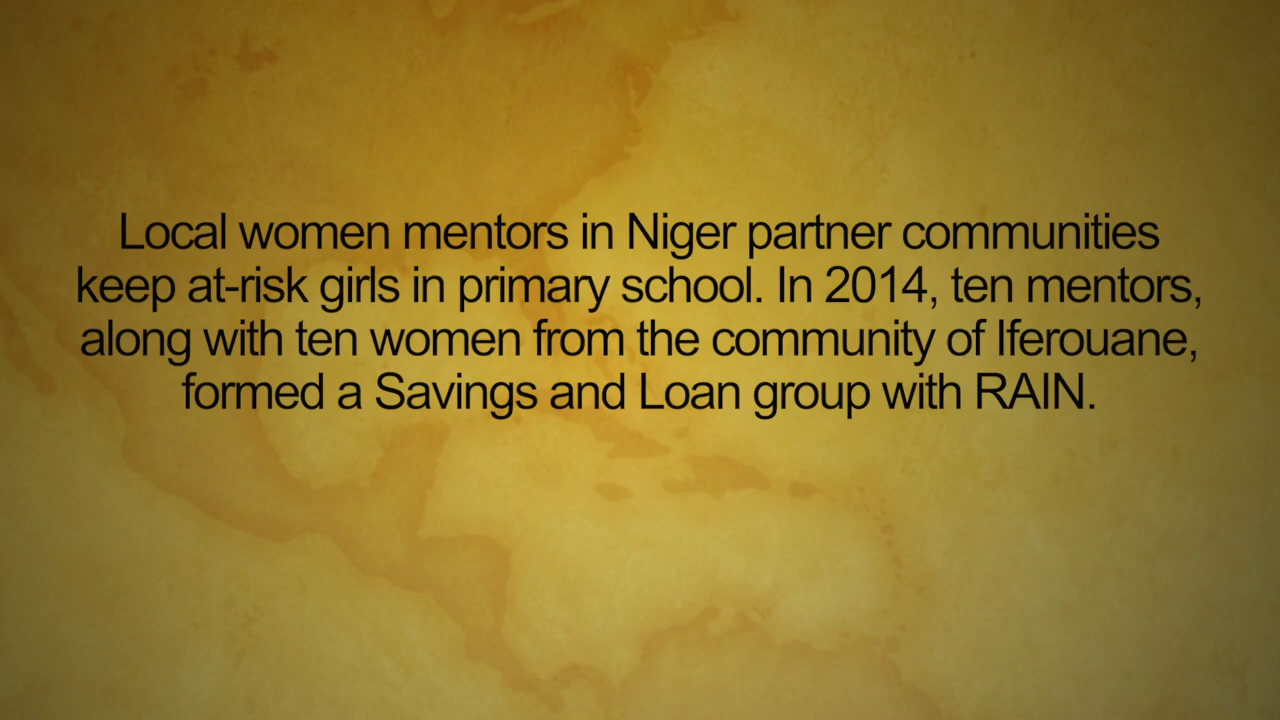 Local women mentors in Niger partner communities
keep at-risk girls in primary school. In 2014, ten mentors,
along with ten women from the community of Iferouane,
formed a Savings and Loan group with RAIN.